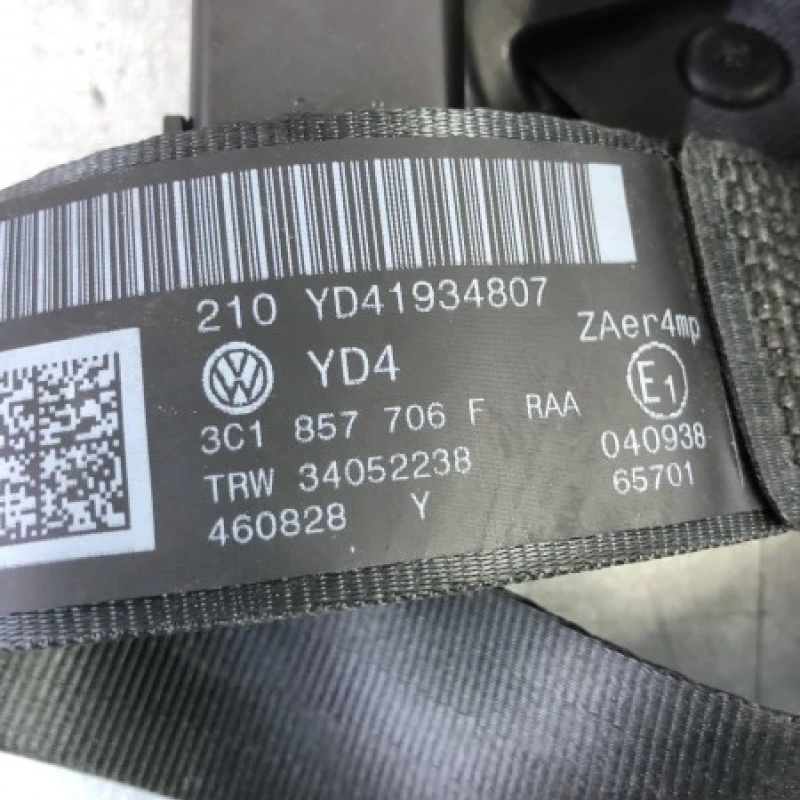 210 YD41934807
ZAer4mp
YD4
E1
3C1 857 706 F RAA
040938
TRW 34052238
65701
460828 Y